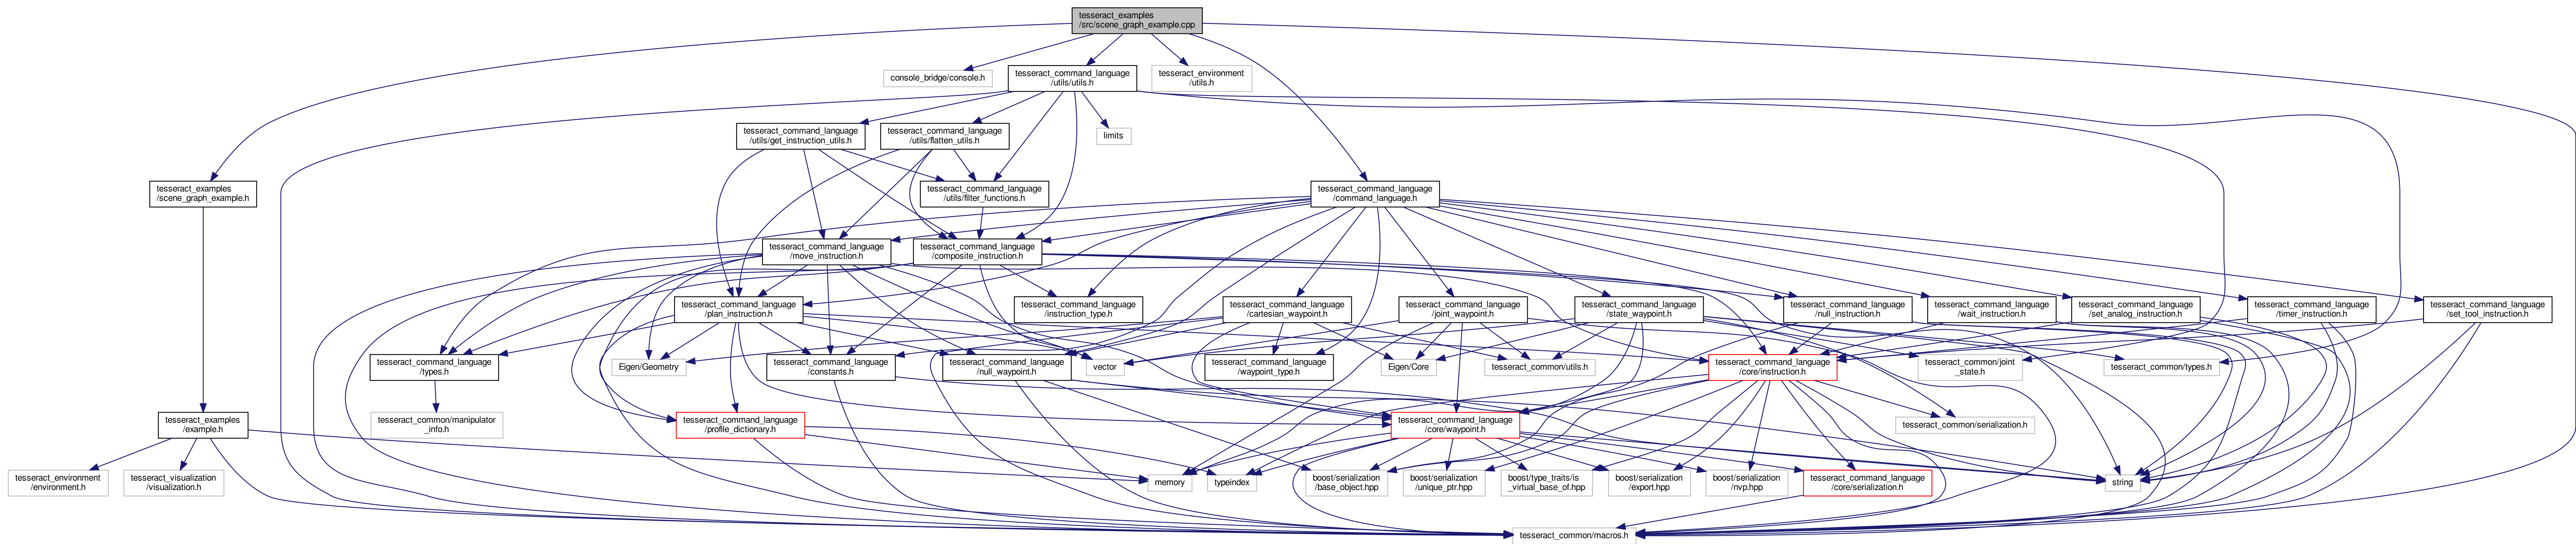 tesseract_examples
/src/scene_graph_example.cpp
console_bridge/console.h
tesseract_command_language
/utils/utils.h
tesseract_environment
/utils.h
tesseract_command_language
/utils/get_instruction_utils.h
tesseract_command_language
/utils/flatten_utils.h
limits
tesseract_examples
/scene_graph_example.h
tesseract_command_language
/utils/filter_functions.h
tesseract_command_language
/command_language.h
tesseract_command_language
/move_instruction.h
tesseract_command_language
/composite_instruction.h
tesseract_command_language
/plan_instruction.h
tesseract_command_language
/instruction_type.h
tesseract_command_language
/cartesian_waypoint.h
tesseract_command_language
/joint_waypoint.h
tesseract_command_language
/state_waypoint.h
tesseract_command_language
/null_instruction.h
tesseract_command_language
/wait_instruction.h
tesseract_command_language
/set_analog_instruction.h
tesseract_command_language
/timer_instruction.h
tesseract_command_language
/set_tool_instruction.h
tesseract_command_language
/types.h
Eigen/Geometry
tesseract_command_language
/constants.h
tesseract_command_language
/null_waypoint.h
vector
tesseract_command_language
/waypoint_type.h
Eigen/Core
tesseract_common/utils.h
tesseract_command_language
/core/instruction.h
tesseract_common/joint
_state.h
tesseract_common/types.h
tesseract_examples
/example.h
tesseract_common/manipulator
_info.h
tesseract_command_language
/profile_dictionary.h
tesseract_command_language
/core/waypoint.h
tesseract_common/serialization.h
tesseract_environment
/environment.h
tesseract_visualization
/visualization.h
memory
typeindex
boost/serialization
/base_object.hpp
boost/serialization
/unique_ptr.hpp
boost/type_traits/is
_virtual_base_of.hpp
boost/serialization
/export.hpp
boost/serialization
/nvp.hpp
tesseract_command_language
/core/serialization.h
string
tesseract_common/macros.h